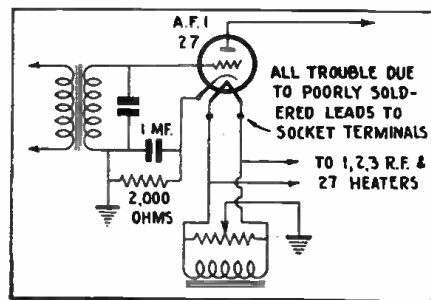 A.F.1
27
ALL TROUBLE DUE
TO POORLY SOLD-
ERED LEADS TO
SOCKET TERMINALS
1 MF.
TO 1,2,3 R.F. &
27 HEATERS
2,000
OHMS